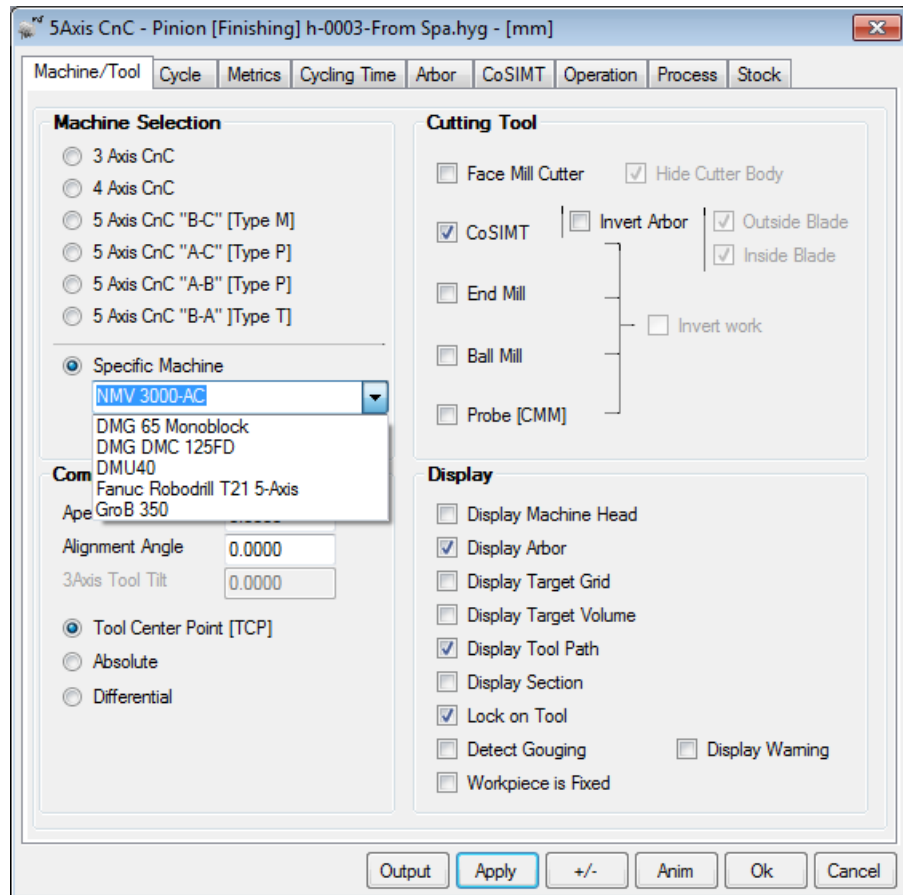 5Axis CnC - Pinion [Finishing] h-0003-From Spa.hyg - [mm]
Machine/Tool Cycle Metrics Cycling Time Arbor CoSIMT Operation Process Stock
Machine Selection
3 Axis CnC
4 Axis CnC
5 Axis CnC "B-C" [Type M]
5 Axis CnC "A-C" [Type P]
5 Axis CnC "A-B" [Type P]
5 Axis CnC "B-A" ]Type T]
Specific Machine
NMV 3000-AC
DMG 65 Monoblock
DMG DMC 125FD
DMU40
Fanuc Robodrill T21 5-Axis
GroB 350
Alignment Angle 0.0000
3Axis Tool Tilt 0.0000
Tool Center Point [TCP]
Absolute
Differential
Cutting Tool
Face Mill Cutter Hide Cutter Body
CoSIMT Invert Arbor Outside Blade
Inside Blade
End Mill
Invert work
Ball Mill
Probe [CMM]
Display
Display Machine Head
Display Arbor
Display Target Grid
Display Target Volume
Display Tool Path
Display Section
Lock on Tool
Detect Gouging Display Warning
Workpiece is Fixed
Output Apply +/- Anim Ok Cancel